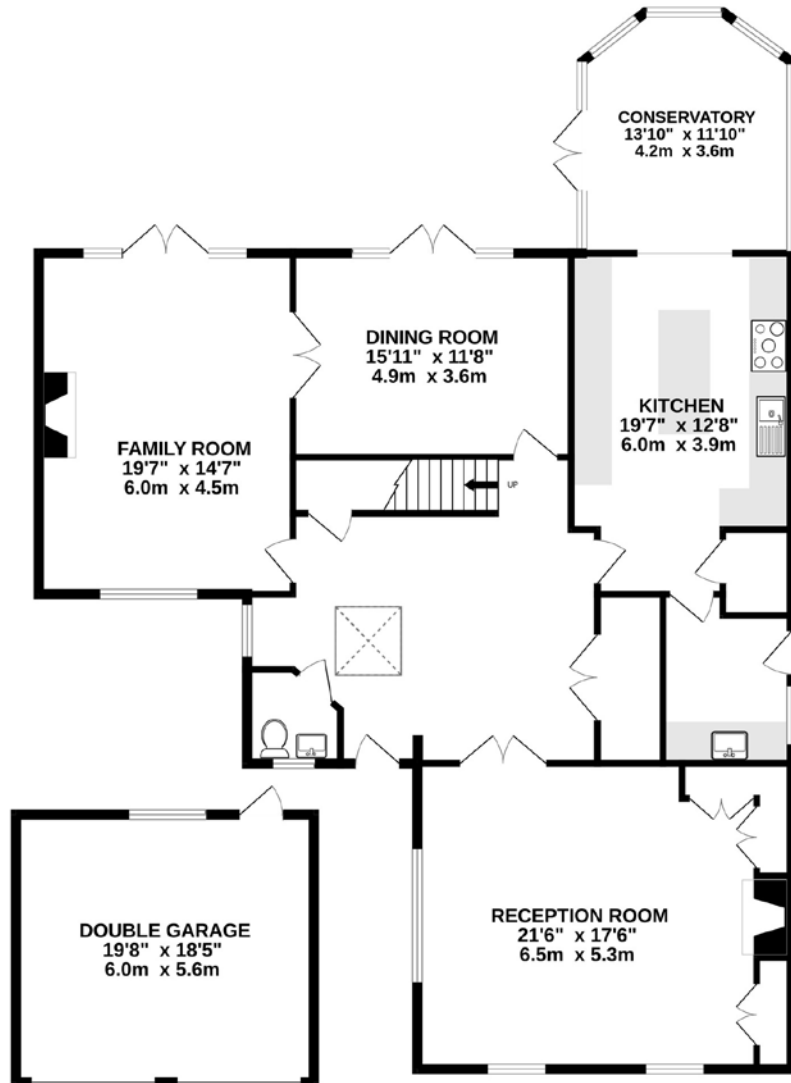 CONSERVATORY
13'10" x 11'10"
4.2m x 3.6m
DINING ROOM
15'11" x 11'8"
4.9m x 3.6m
KITCHEN
19'7" x 12'8"
6.0m x 3.9m
FAMILY ROOM
19'7" x 14'7"
6.0m x 4.5m
UP
DOUBLE GARAGE
19'8" x 18'5"
6.0m x 5.6m
RECEPTION ROOM
21'6" x 17'6"
6.5m x 5.3m